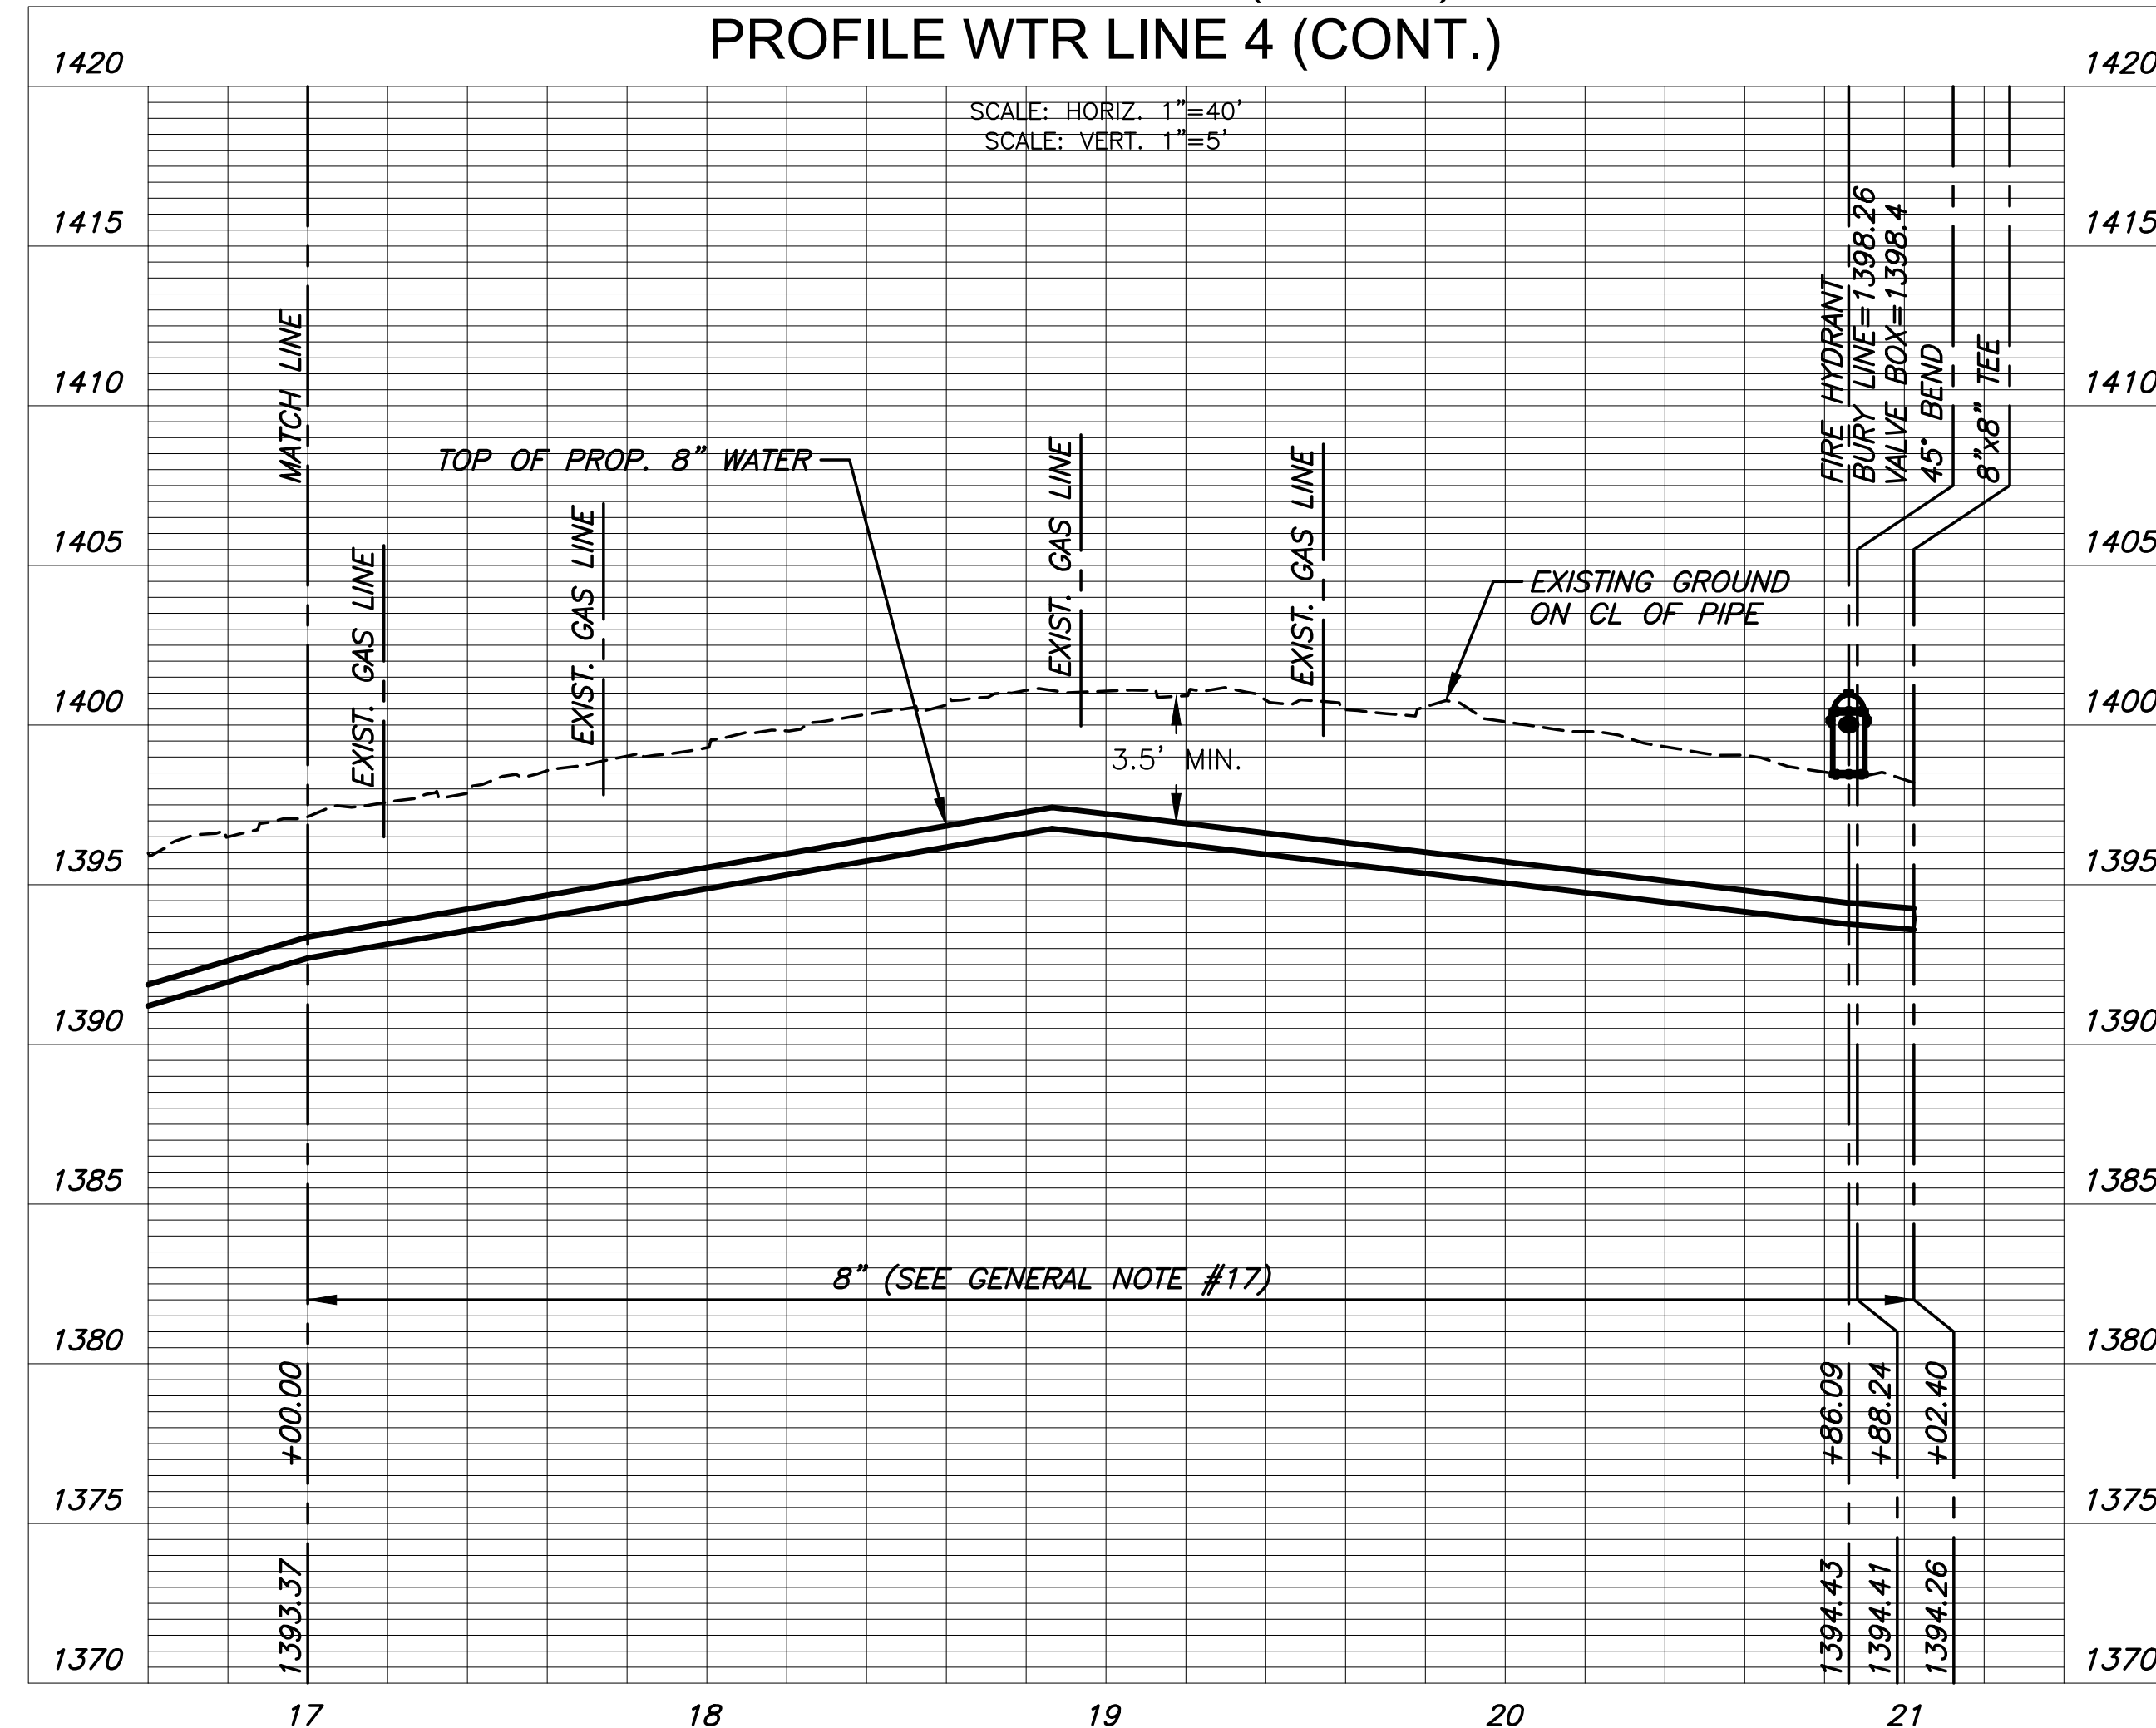 PROFILE WTR LINE 4 (CONT.)
SCALE: HORIZ. 1"=40'
SCALE: VERT. 1"=5'
1420
1420
1415
1415
1410
1410
1405
1405
1400
1400
1395
1395
1390
1390
1385
1385
1380
1380
1375
1375
1370
1370
MATCH LINE
EXIST. GAS LINE
EXIST. GAS LINE
TOP OF PROP. 8" WATER
EXIST. GAS LINE
EXIST. GAS LINE
3.5' MIN.
EXISTING GROUND
ON CL OF PIPE
FIRE HYDRANT
BURY LINE=1398.26
VALVE BOX=1398.4
45° BEND
8"x8" TEE
8" (SEE GENERAL NOTE #17)
+00.00
1393.37
+86.09
1394.43
+88.24
1394.41
+02.40
1394.26
17
18
19
20
21